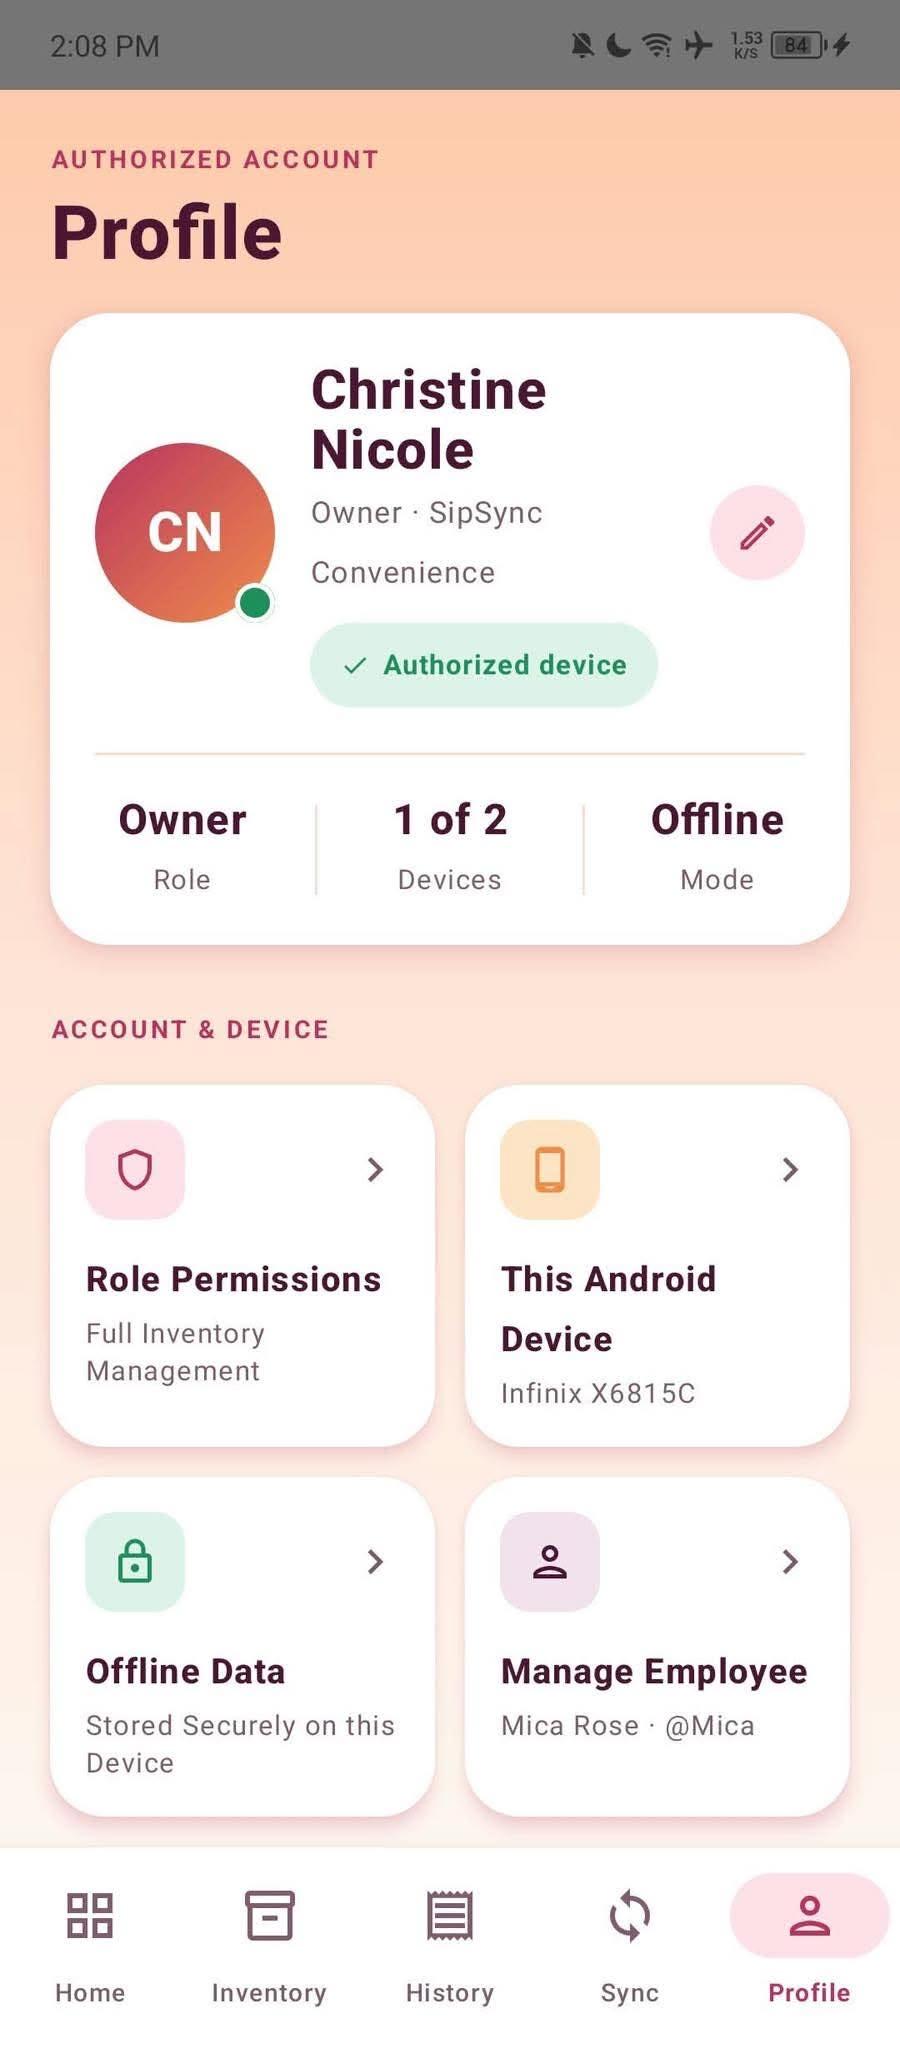 2:08 PM
1.53
K/S
84
AUTHORIZED ACCOUNT
Profile
Christine
Nicole
CN
Owner · SipSync
Convenience
Authorized device
Owner
1 of 2
Offline
Role
Devices
Mode
ACCOUNT & DEVICE
Role Permissions
Full Inventory
Management
This Android
Device
Infinix X6815C
Offline Data
Stored Securely on this
Device
Manage Employee
Mica Rose · @Mica
Home
Inventory
History
Sync
Profile